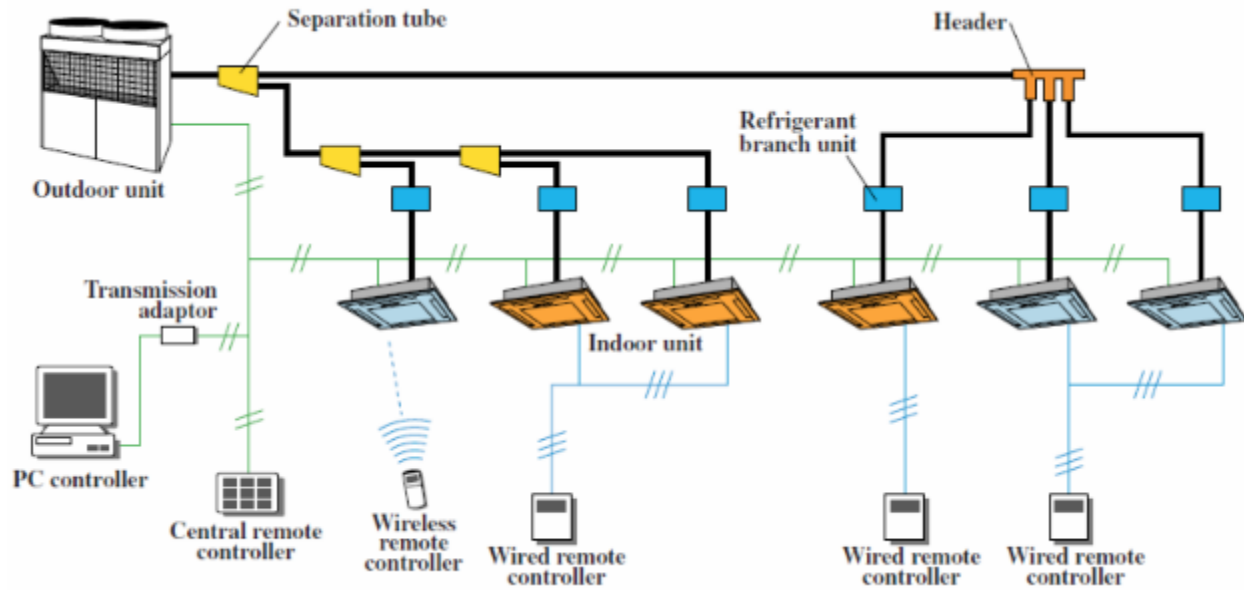 Separation tube
Header
Refrigerant
branch unit
Outdoor unit
Transmission
adaptor
Indoor unit
PC controller
Central remote
controller
Wireless
remote
controller
Wired remote
controller
Wired remote
controller
Wired remote
controller